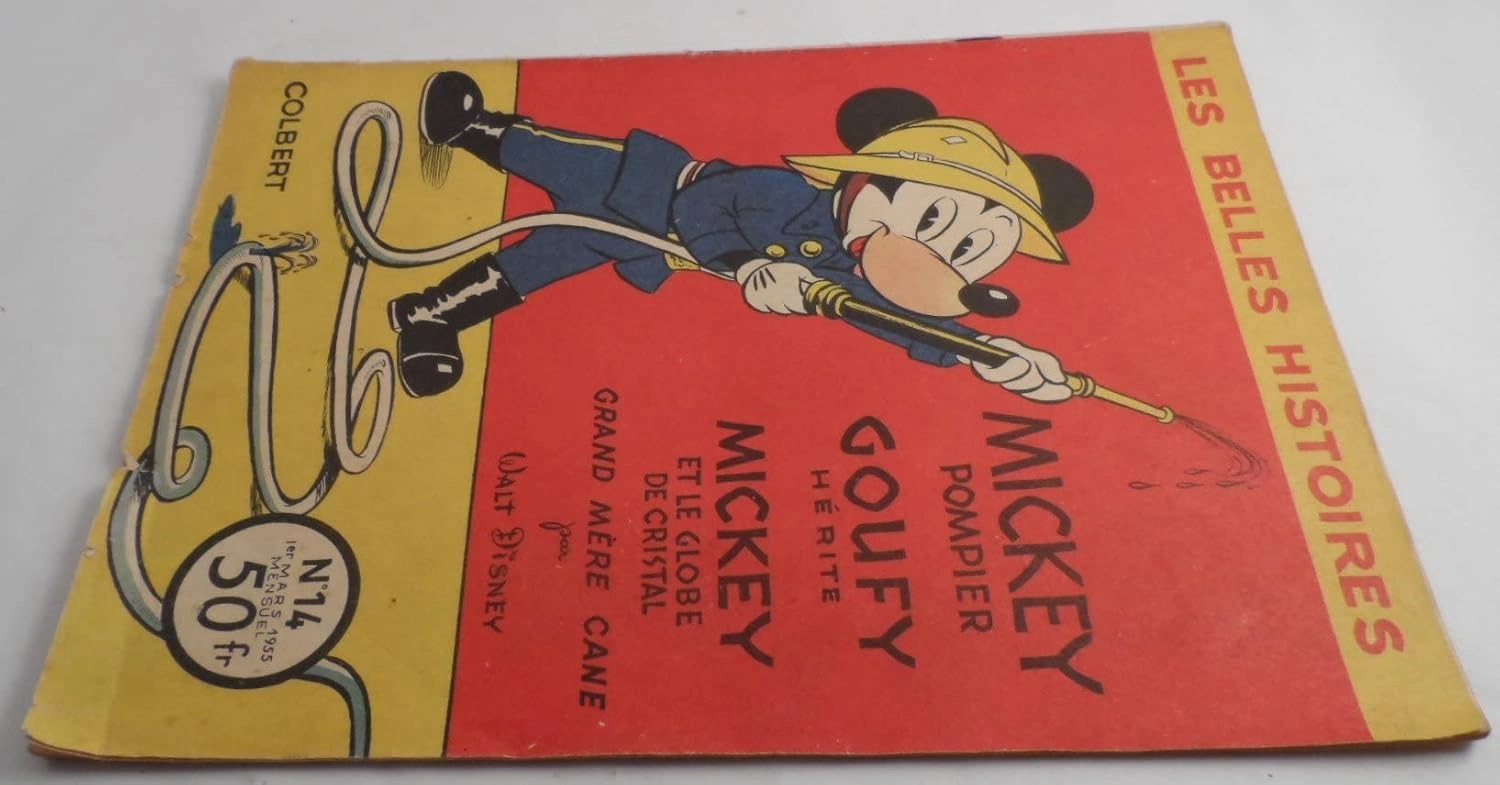 LES BELLES HISTOIRES
MICKEY
POMPIER
GOUFY
HÉRITE
MICKEY
ET LE GLOBE
DE CRISTAL
GRAND MÈRE CANE
par
WALT DISNEY
COLBERT
N°14
1er MARS 1955
MENSUEL
50 fr